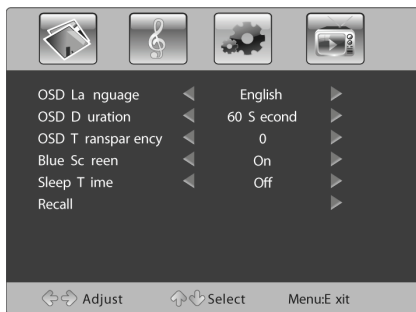 OSD La nguage English
OSD D uration 60 S econd
OSD T ranspar ency 0
Blue Sc reen On
Sleep T ime Off
Recall
Adjust Select Menu:E xit